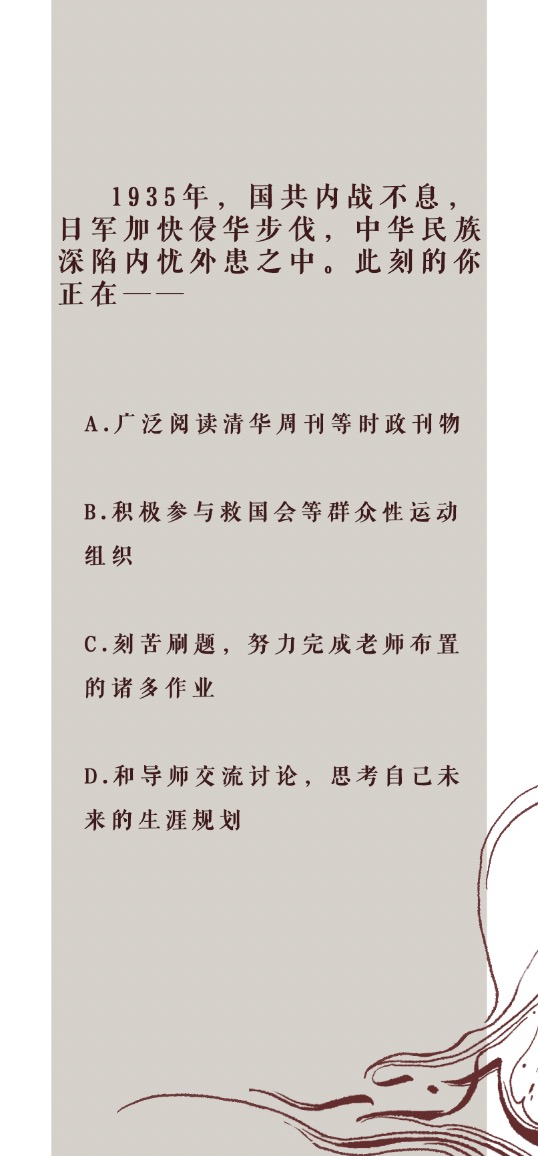 1935年，国共内战不息，
日军加快侵华步伐，中华民族
深陷内忧外患之中。此刻的你
正在——
A.广泛阅读清华周刊等时政刊物
B.积极参与救国会等群众性运动
组织
C.刻苦刷题，努力完成老师布置
的诸多作业
D.和导师交流讨论，思考自己未
来的生涯规划